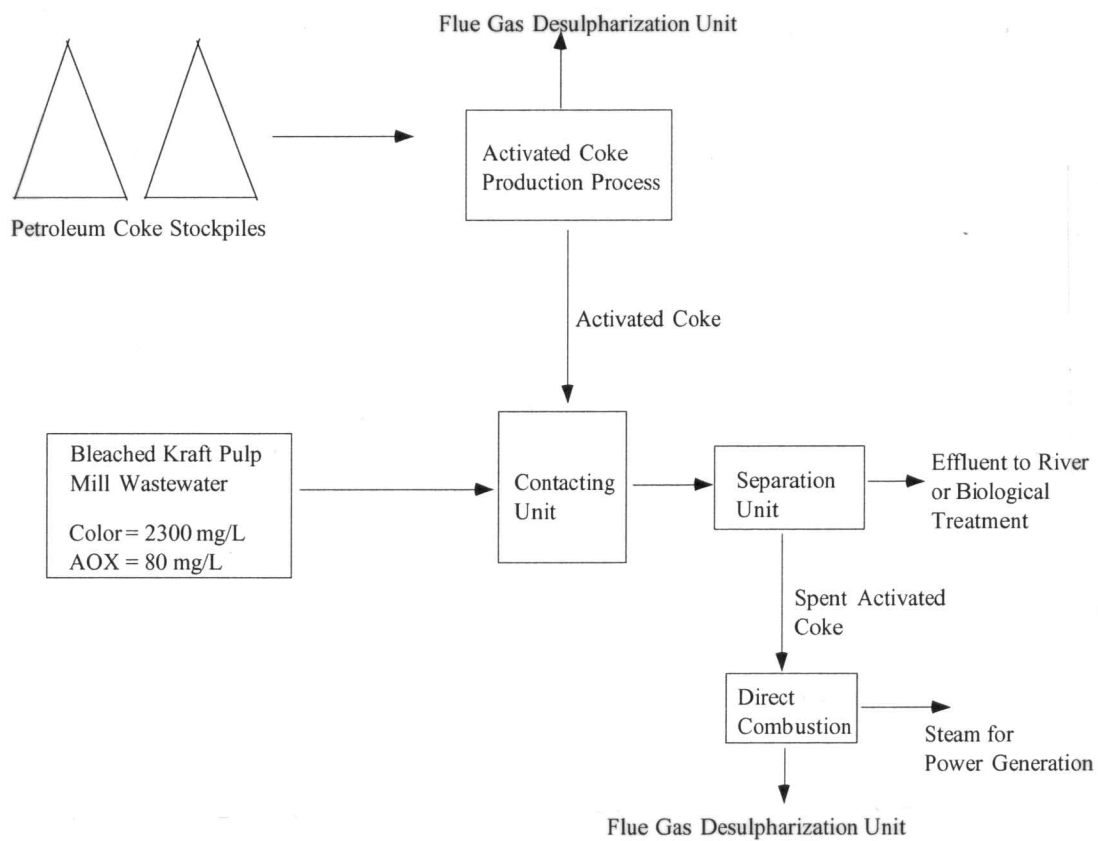 Flue Gas Desulpharization Unit
Activated Coke
Production Process
Petroleum Coke Stockpiles
Activated Coke
Bleached Kraft Pulp
Mill Wastewater
Color = 2300 mg/L
AOX = 80 mg/L
Contacting
Unit
Separation
Unit
Effluent to River
or Biological
Treatment
Spent Activated
Coke
Direct
Combustion
Steam for
Power Generation
Flue Gas Desulpharization Unit